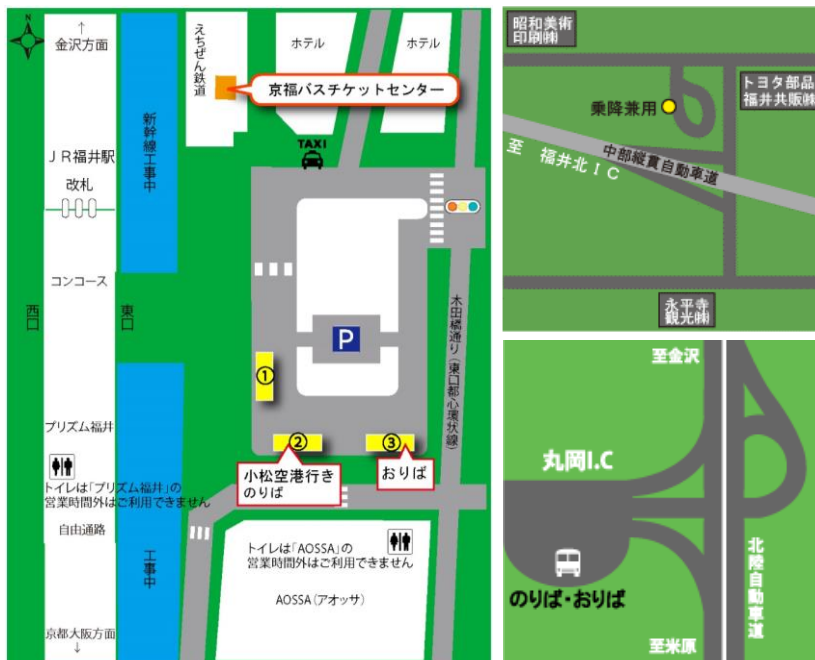 N
↑
金沢方面
えちぜん鉄道
ホテル
ホテル
京福バスチケットセンター
新幹線工事中
TAXI
JR福井駅
改札
コンコース
西口
東口
P
木田橋通り(東口都心環状線)
①
②
③
小松空港行き
のりば
おりば
プリズム福井
トイレは「プリズム福井」の
営業時間外はご利用できません
自由通路
工事中
トイレは「AOSSA」の
営業時間外はご利用できません
AOSSA(アオッサ)
京都大阪方面
↓
昭和美術
印刷㈱
トヨタ部品
福井共販㈱
乗降兼用
至 福井北IC
中部縦貫自動車道
永平寺
観光㈱
至金沢
丸岡I.C
北陸自動車道
のりば・おりば
至米原